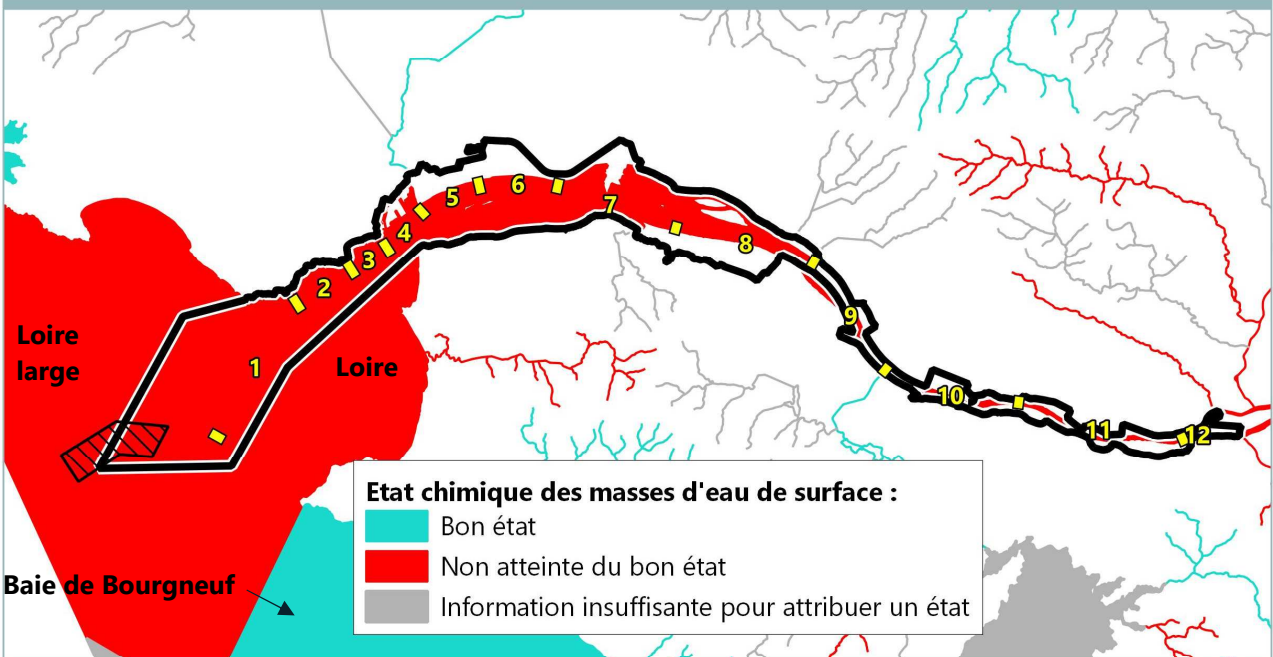 Loire
large
1
2
3
4
5
6
7
8
9
10
11
12
Loire
Baie de Bourgneuf
Etat chimique des masses d'eau de surface :
Bon état
Non atteinte du bon état
Information insuffisante pour attribuer un état